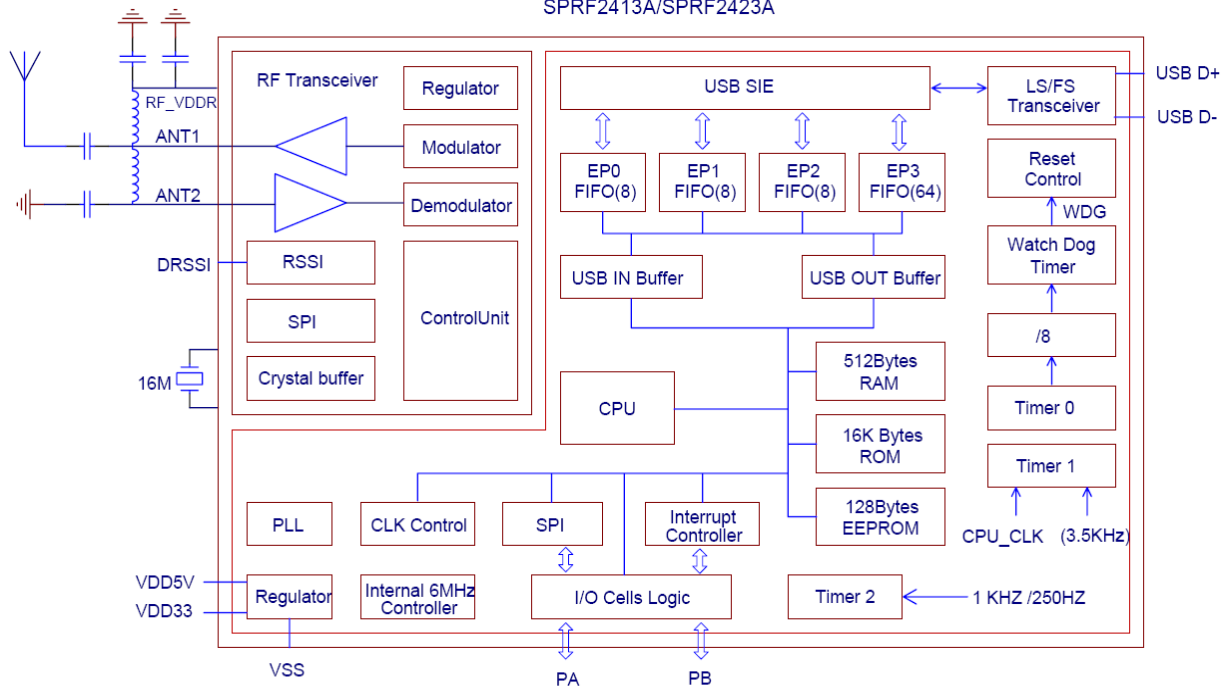 SPRF2413A/SPRF2423A
RF Transceiver
Regulator
RF_VDDR
ANT1
Modulator
ANT2
Demodulator
DRSSI
RSSI
SPI
ControlUnit
16M
Crystal buffer
USB SIE
LS/FS
Transceiver
USB D+
USB D-
EP0
FIFO(8)
EP1
FIFO(8)
EP2
FIFO(8)
EP3
FIFO(64)
Reset
Control
WDG
Watch Dog
Timer
USB IN Buffer
USB OUT Buffer
/8
512Bytes
RAM
CPU
Timer 0
16K Bytes
ROM
Timer 1
128Bytes
EEPROM
CPU_CLK
(3.5KHz)
PLL
CLK Control
SPI
Interrupt
Controller
VDD5V
VDD33
Regulator
Internal 6MHz
Controller
I/O Cells Logic
Timer 2
1 KHZ /250HZ
VSS
PA
PB